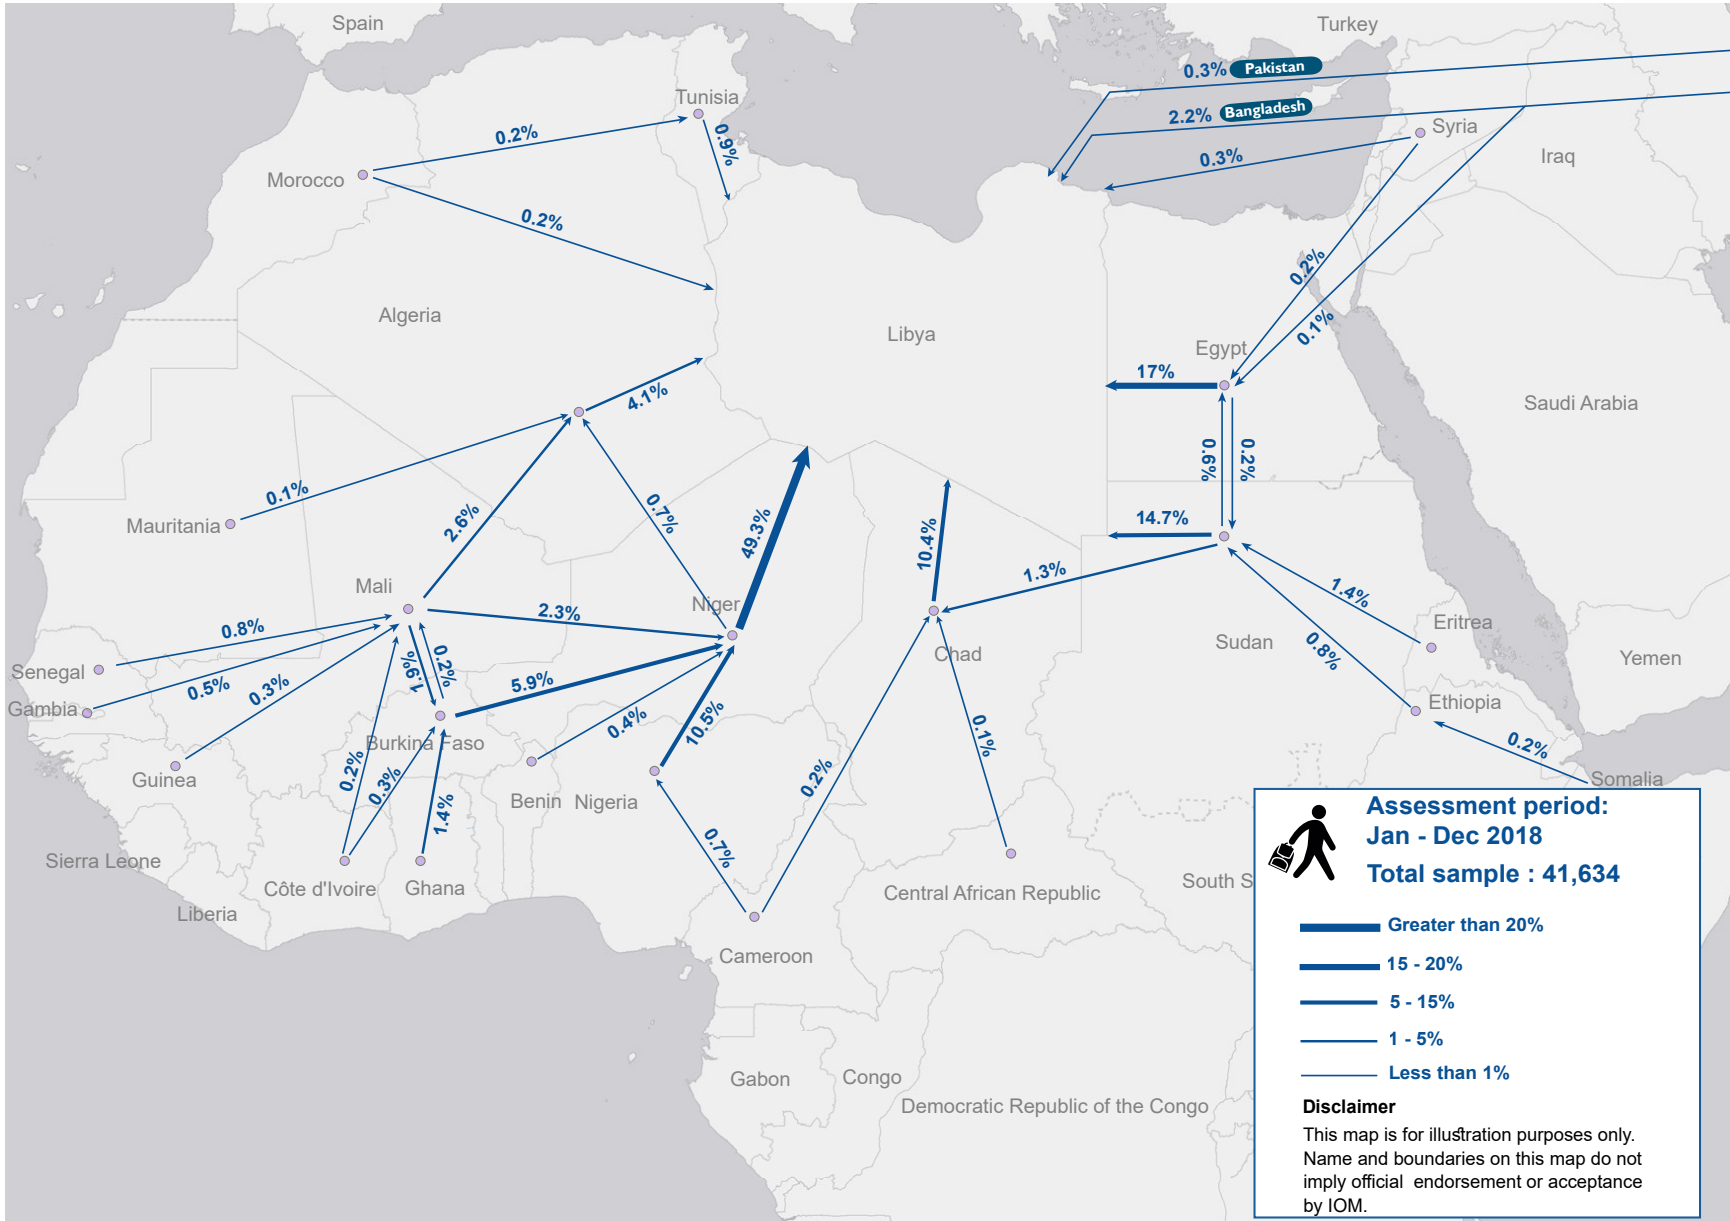 Spain
Turkey
0.3% Pakistan
Tunisia
2.2% Bangladesh
Syria
0.2%
0.9%
0.3%
Iraq
Morocco
0.2%
0.2%
Algeria
0.1%
Libya
Egypt
17%
4.1%
Saudi Arabia
0.6%
0.2%
0.1%
0.7%
Mauritania
2.6%
49.3%
10.4%
14.7%
1.3%
Mali
1.4%
2.3%
Niger
0.8%
Eritrea
Sudan
0.8%
Senegal
1.9%
0.2%
Chad
Yemen
0.5%
0.3%
5.9%
Gambia
Ethiopia
10.5%
0.4%
0.1%
Burkina Faso
0.2%
0.2%
0.3%
0.2%
Guinea
Somalia
Benin
Nigeria
1.4%
0.7%
Sierra Leone
Côte d'Ivoire
Ghana
Central African Republic
South S
Liberia
Cameroon
Gabon
Congo
Democratic Republic of the Congo
Assessment period:
Jan - Dec 2018
Total sample : 41,634
Greater than 20%
15 - 20%
5 - 15%
1 - 5%
Less than 1%
Disclaimer
This map is for illustration purposes only.
Name and boundaries on this map do not
imply official endorsement or acceptance
by IOM.